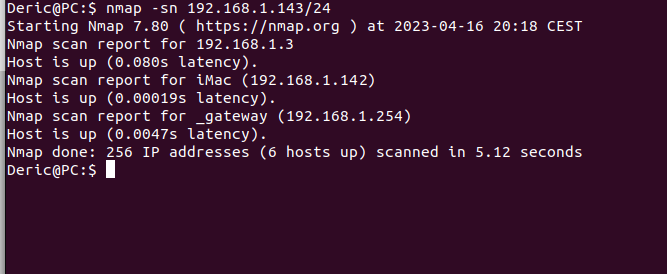 Deric@PC:$ nmap -sn 192.168.1.143/24
Starting Nmap 7.80 ( https://nmap.org ) at 2023-04-16 20:18 CEST
Nmap scan report for 192.168.1.3
Host is up (0.080s latency).
Nmap scan report for iMac (192.168.1.142)
Host is up (0.00019s latency).
Nmap scan report for _gateway (192.168.1.254)
Host is up (0.0047s latency).
Nmap done: 256 IP addresses (6 hosts up) scanned in 5.12 seconds
Deric@PC:$